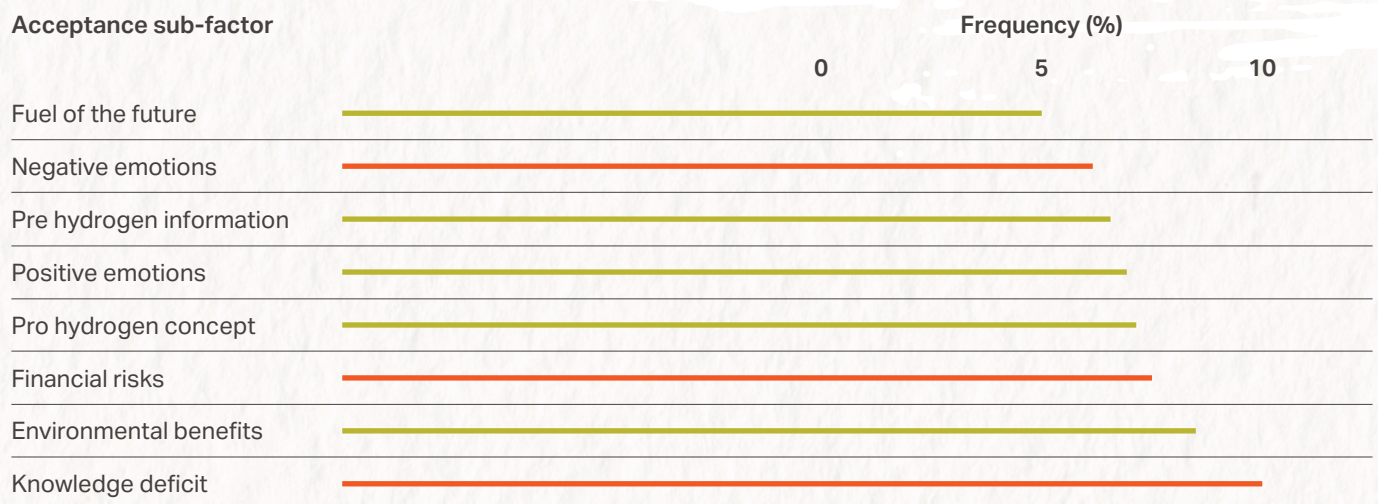 Acceptance sub-factor Frequency (%)
0 5 10
Fuel of the future
Negative emotions
Pre hydrogen information
Positive emotions
Pro hydrogen concept
Financial risks
Environmental benefits
Knowledge deficit